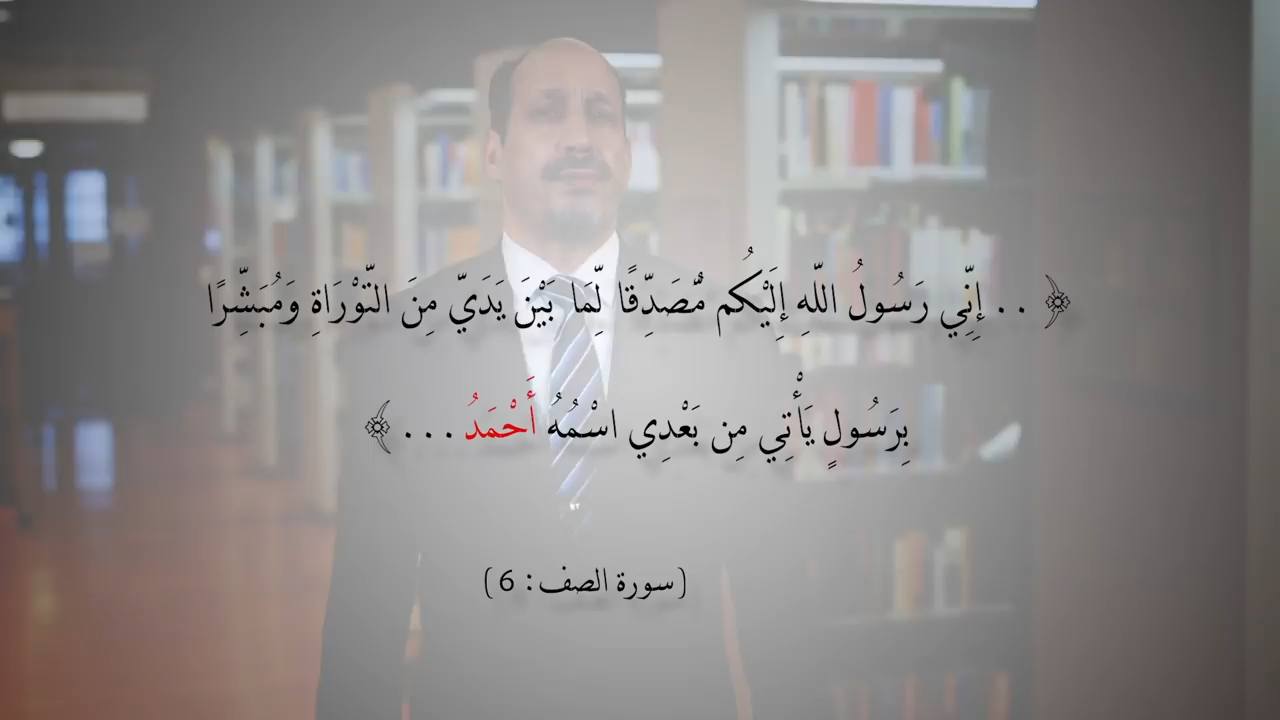 ﴿ . . إِنِّي رَسُولُ اللّهِ إِلَيْكُم مُّصَدِّقًا لِّمَا بَيْنَ يَدَيَّ مِنَ التَّوْرَاةِ وَمُبَشِّرًا
بِرَسُولٍ يَأْتِي مِن بَعْدِي اسْمُهُ أَحْمَدُ . . . ﴾
(سورة الصف: 6)